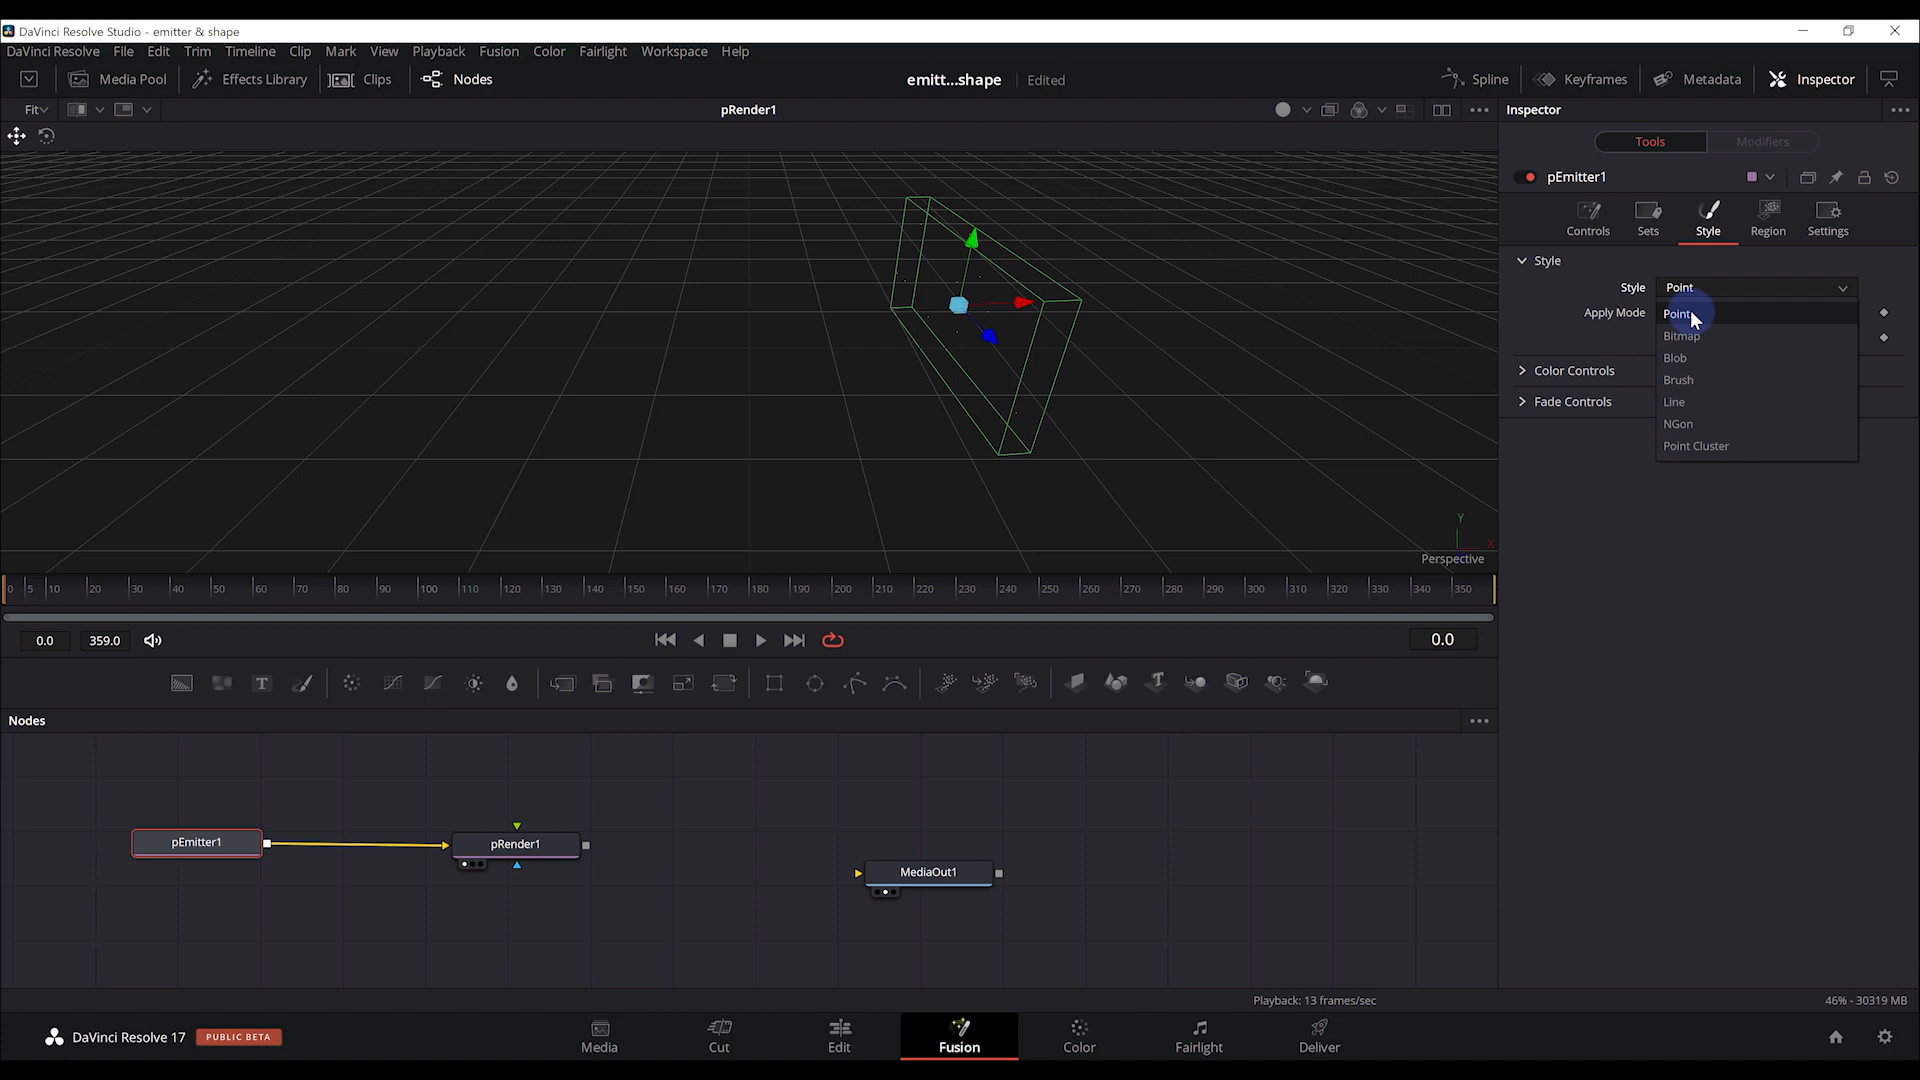 DaVinci Resolve Studio - emitter & shape
DaVinci Resolve File Edit Trim Timeline Clip Mark View Playback Fusion Color Fairlight Workspace Help
Media Pool Effects Library Clips Nodes emitt...shape Edited Spline Keyframes Metadata Inspector
Fit pRender1 Inspector
Tools Modifiers
pEmitter1
Controls Sets Style Region Settings
Style
Style Point
Apply Mode Point
Bitmap
Blob
Color Controls
Brush
Fade Controls Line
NGon
Point Cluster
Y
X
Perspective
0 5 10 20 30 40 50 60 70 80 90 100 110 120 130 140 150 160 170 180 190 200 210 220 230 240 250 260 270 280 290 300 310 320 330 340 350
0.0 359.0 0.0
Nodes
pEmitter1 pRender1
MediaOut1
Playback: 13 frames/sec 46% - 30319 MB
DaVinci Resolve 17 PUBLIC BETA Media Cut Edit Fusion Color Fairlight Deliver